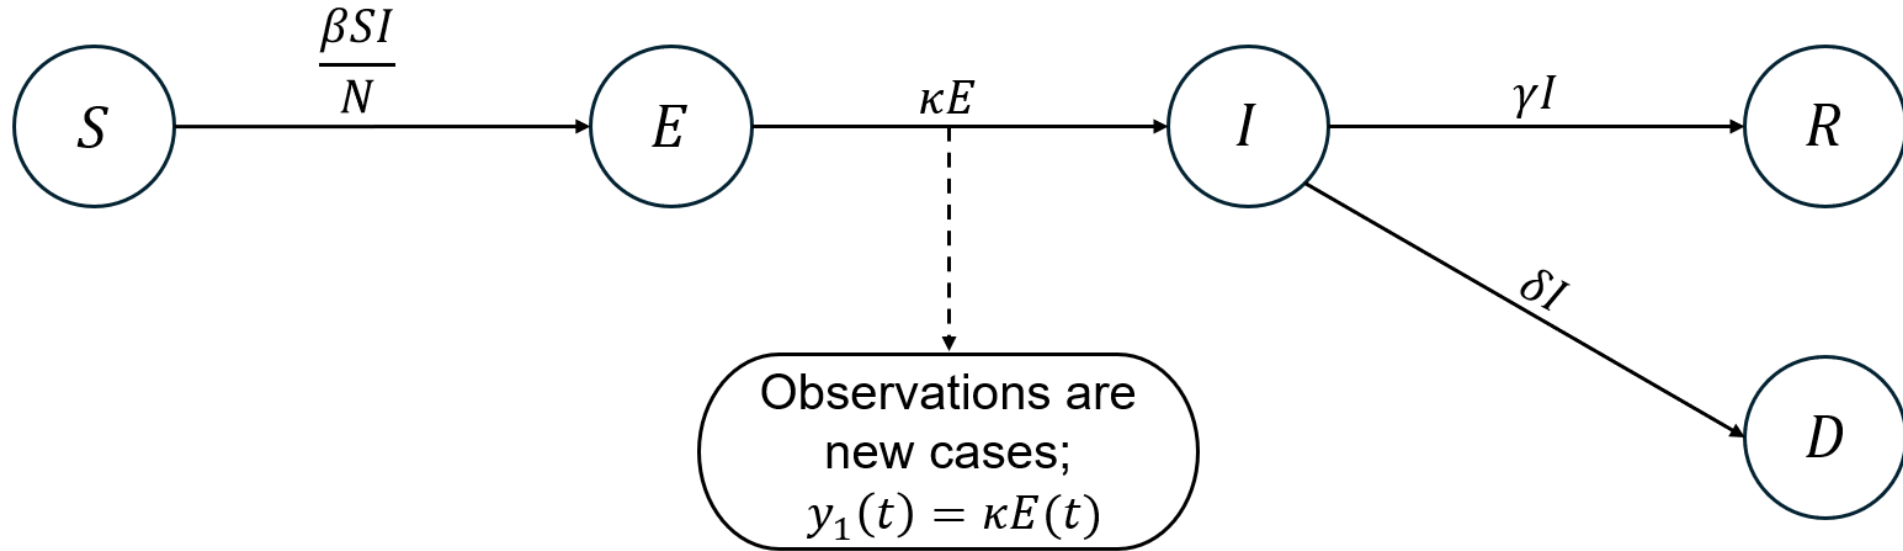 βSI
N
S
E
I
R
κE
γI
δI
D
Observations are
new cases;
y₁(t) = κE(t)